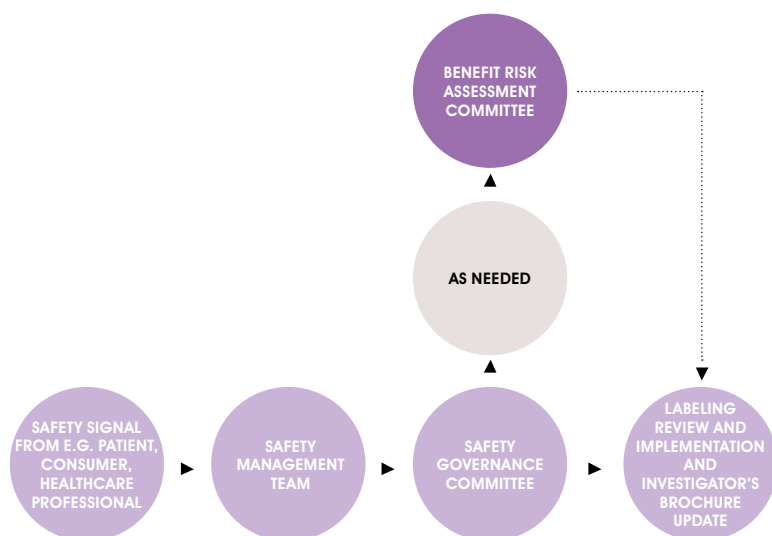 BENEFIT RISK
ASSESSMENT
COMMITTEE
AS NEEDED
SAFETY SIGNAL
FROM E.G. PATIENT,
CONSUMER,
HEALTHCARE
PROFESSIONAL
SAFETY
MANAGEMENT
TEAM
SAFETY
GOVERNANCE
COMMITTEE
LABELING
REVIEW AND
IMPLEMENTATION
AND
INVESTIGATOR'S
BROCHURE
UPDATE